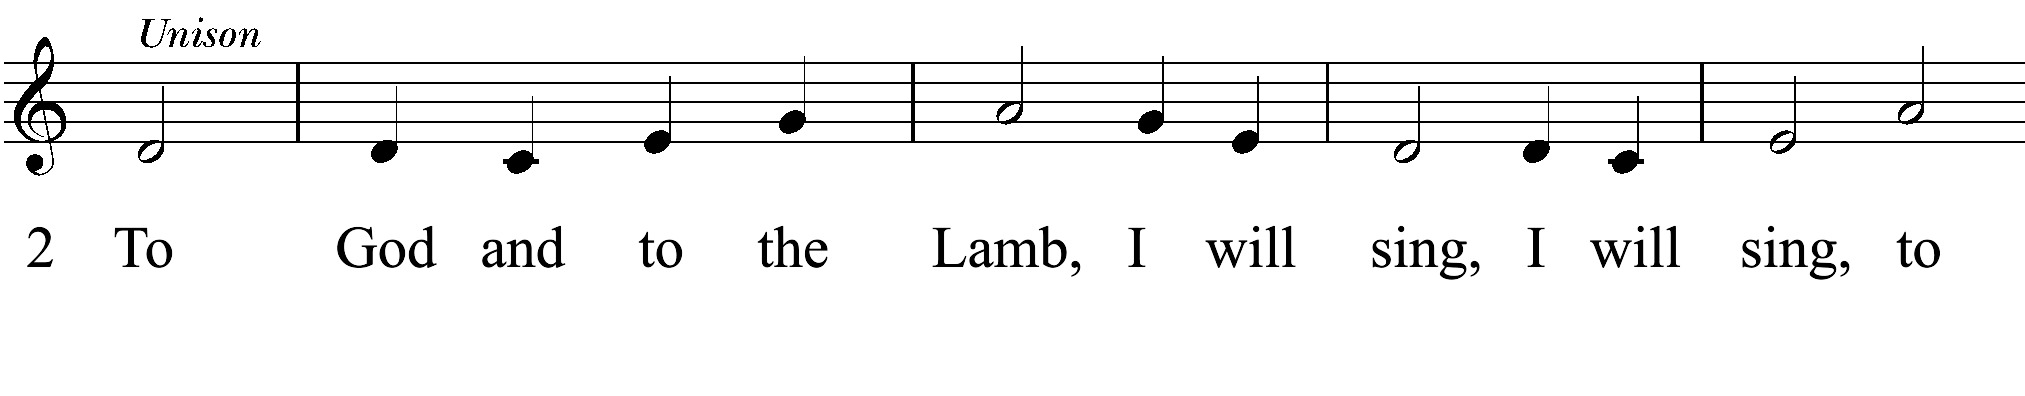 Unison
2 To God and to the Lamb, I will sing, I will sing, to